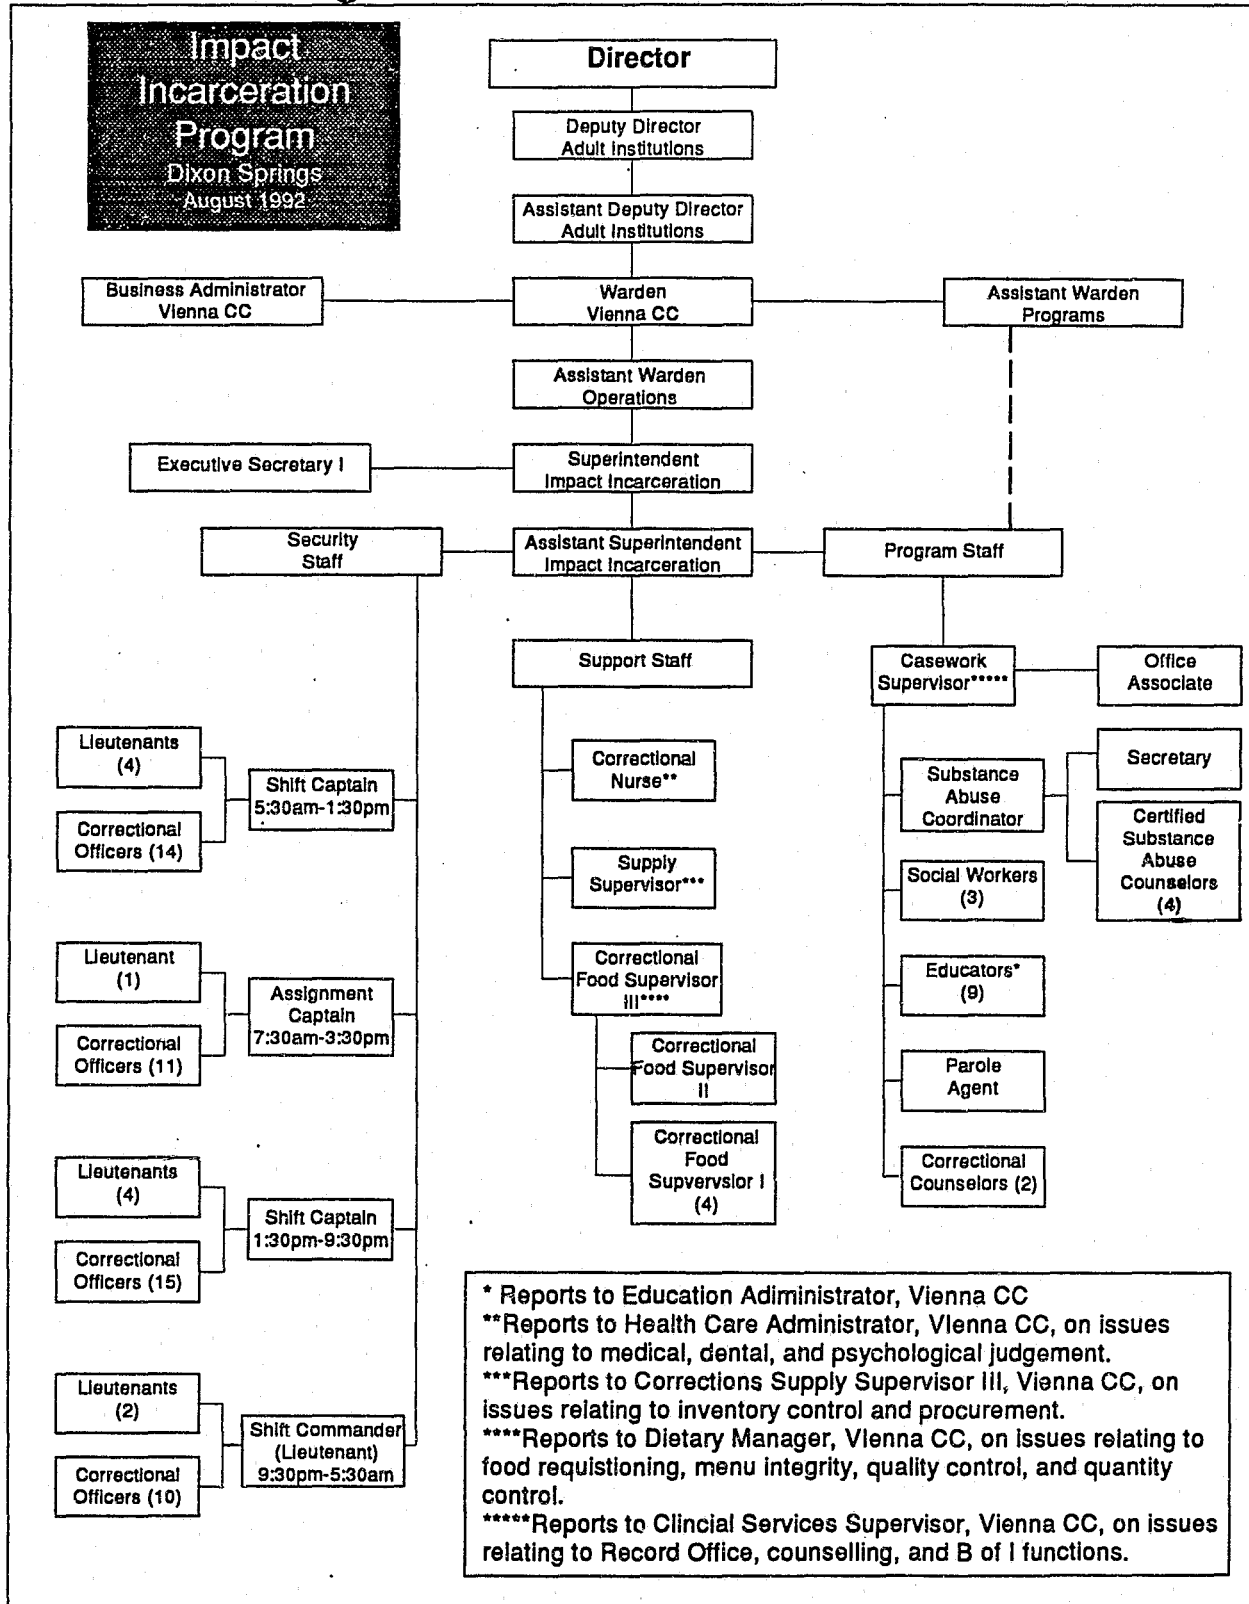 Impact
Incarceration
Program
Dixon Springs
August 1992
Director
Deputy Director
Adult Institutions
Assistant Deputy Director
Adult Institutions
Business Administrator
Vienna CC
Warden
Vienna CC
Assistant Warden
Programs
Assistant Warden
Operations
Executive Secretary I
Superintendent
Impact Incarceration
Security
Staff
Assistant Superintendent
Impact Incarceration
Program Staff
Support Staff
Casework
Supervisor*****
Office
Associate
Lieutenants
(4)
Correctional
Officers (14)
Shift Captain
5:30am-1:30pm
Lieutenant
(1)
Correctional
Officers (11)
Assignment
Captain
7:30am-3:30pm
Lieutenants
(4)
Correctional
Officers (15)
Shift Captain
1:30pm-9:30pm
Lieutenants
(2)
Correctional
Officers (10)
Shift Commander
(Lieutenant)
9:30pm-5:30am
Correctional
Nurse**
Supply
Supervisor***
Correctional
Food Supervisor
III****
Correctional
Food Supervisor
II
Correctional
Food
Supvervsior I
(4)
Substance
Abuse
Coordinator
Secretary
Certified
Substance
Abuse
Counselors
(4)
Social Workers
(3)
Educators*
(9)
Parole
Agent
Correctional
Counselors (2)
* Reports to Education Adiministrator, Vienna CC
**Reports to Health Care Administrator, Vienna CC, on issues
relating to medical, dental, and psychological judgement.
***Reports to Corrections Supply Supervisor III, Vienna CC, on
issues relating to inventory control and procurement.
****Reports to Dietary Manager, Vienna CC, on issues relating to
food requistioning, menu integrity, quality control, and quantity
control.
*****Reports to Clincial Services Supervisor, Vienna CC, on issues
relating to Record Office, counselling, and B of I functions.